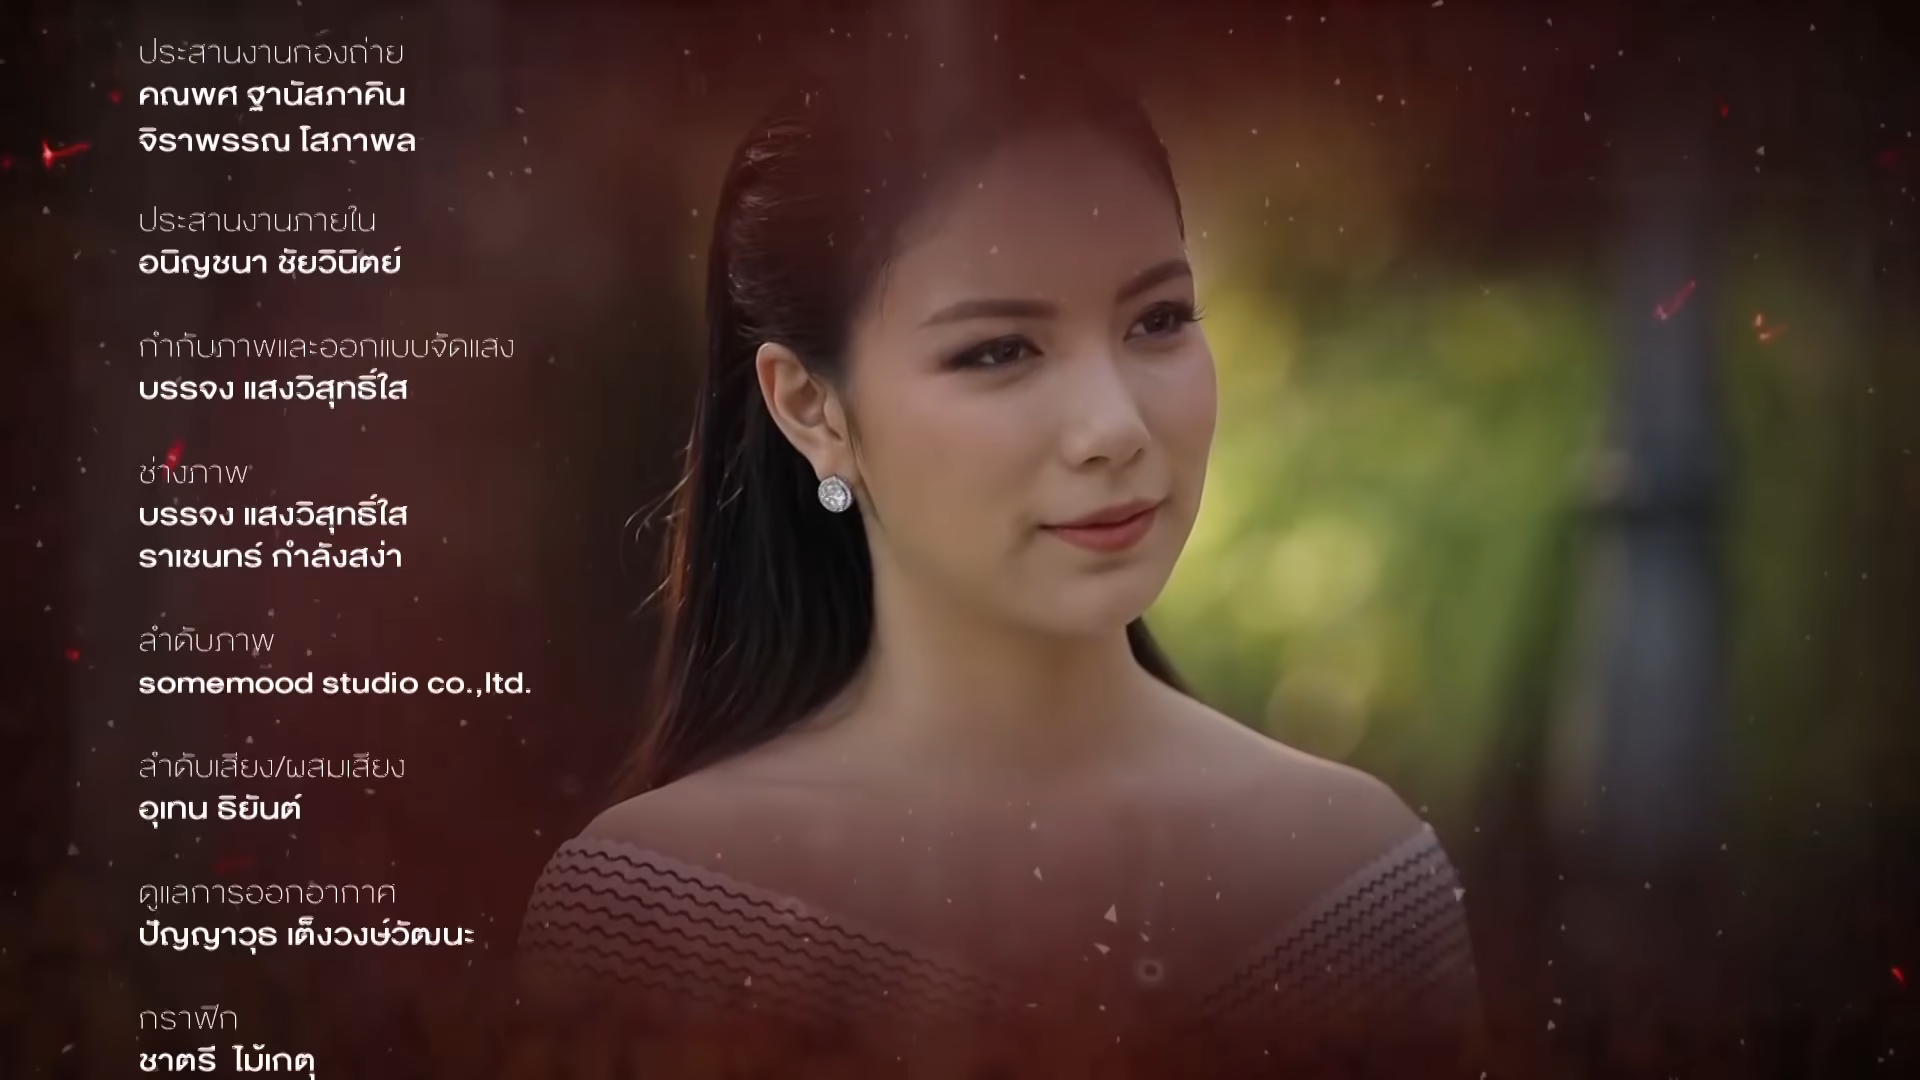 ประสานงานกองถ่าย
คณพศ ฐานัสภาคิน
จิราพรรณ โสภาพล
ประสานงานภายใน
อนิญชนา ชัยวินิตย์
กำกับภาพและออกแบบจัดแสง
บรรจง แสงวิสุทธิ์ใส
ช่างภาพ
บรรจง แสงวิสุทธิ์ใส
ราเชนทร์ กำลังสง่า
ลำดับภาพ
somemood studio co.,ltd.
ลำดับเสียง/ผสมเสียง
อุเทน ธิยันต์
ดูแลการออกอากาศ
ปัญญาวุธ เต็งวงษ์วัฒนะ
กราฟิก
ชาตรี ไม้เกตุ